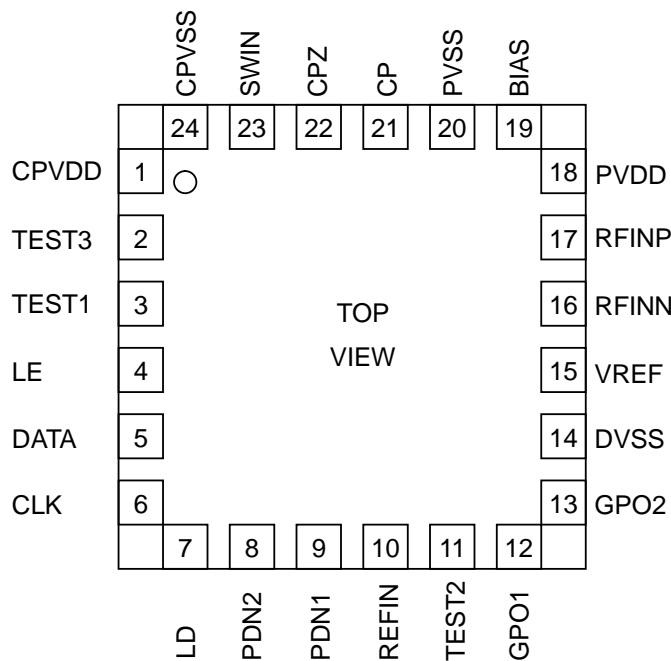 CPVSS
SWIN
CPZ
CP
PVSS
BIAS
24
23
22
21
20
19
CPVDD
1
18
PVDD
TEST3
2
17
RFINP
TEST1
3
TOP
16
RFINN
LE
4
VIEW
15
VREF
DATA
5
14
DVSS
CLK
6
13
GPO2
7
8
9
10
11
12
LD
PDN2
PDN1
REFIN
TEST2
GPO1